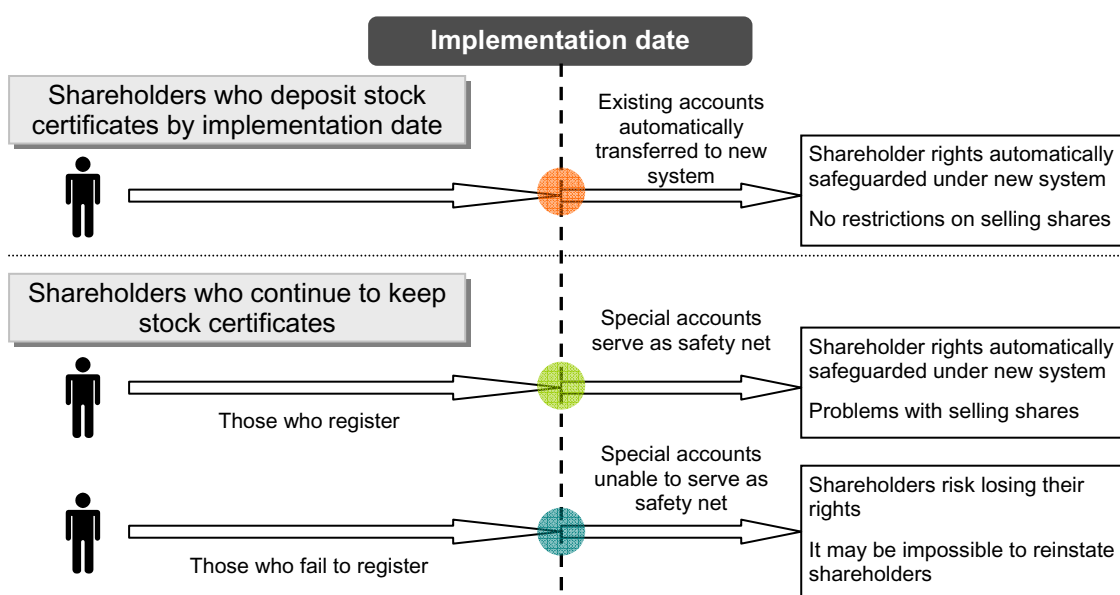 Implementation date
Shareholders who deposit stock
certificates by implementation date
Existing accounts
automatically
transferred to new
system
Shareholder rights automatically
safeguarded under new system
No restrictions on selling shares
Shareholders who continue to keep
stock certificates
Special accounts
serve as safety net
Shareholder rights automatically
safeguarded under new system
Problems with selling shares
Those who register
Special accounts
unable to serve as
safety net
Shareholders risk losing their
rights
It may be impossible to reinstate
shareholders
Those who fail to register